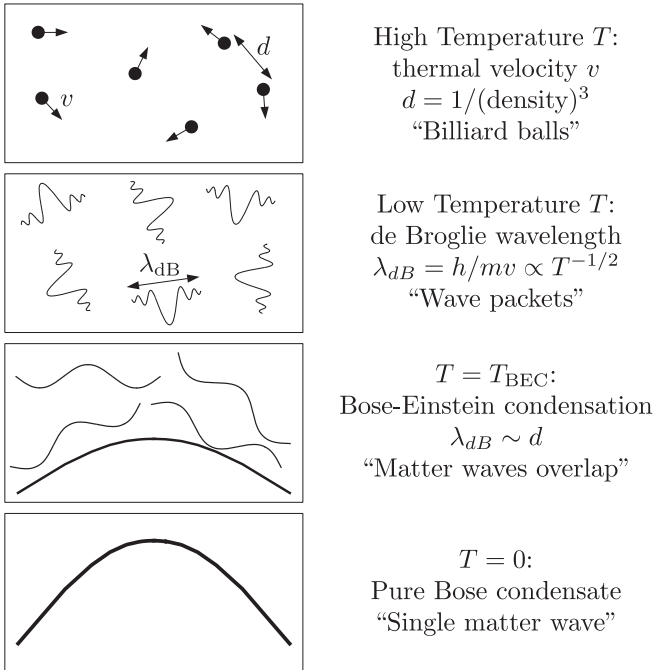 d
v
High Temperature T:
thermal velocity v
d = 1/(density)³
“Billiard balls”
λdB
Low Temperature T:
de Broglie wavelength
λdB = h/mv ∝ T⁻¹/²
“Wave packets”
T = TBEC:
Bose-Einstein condensation
λdB ∼ d
“Matter waves overlap”
T = 0:
Pure Bose condensate
“Single matter wave”